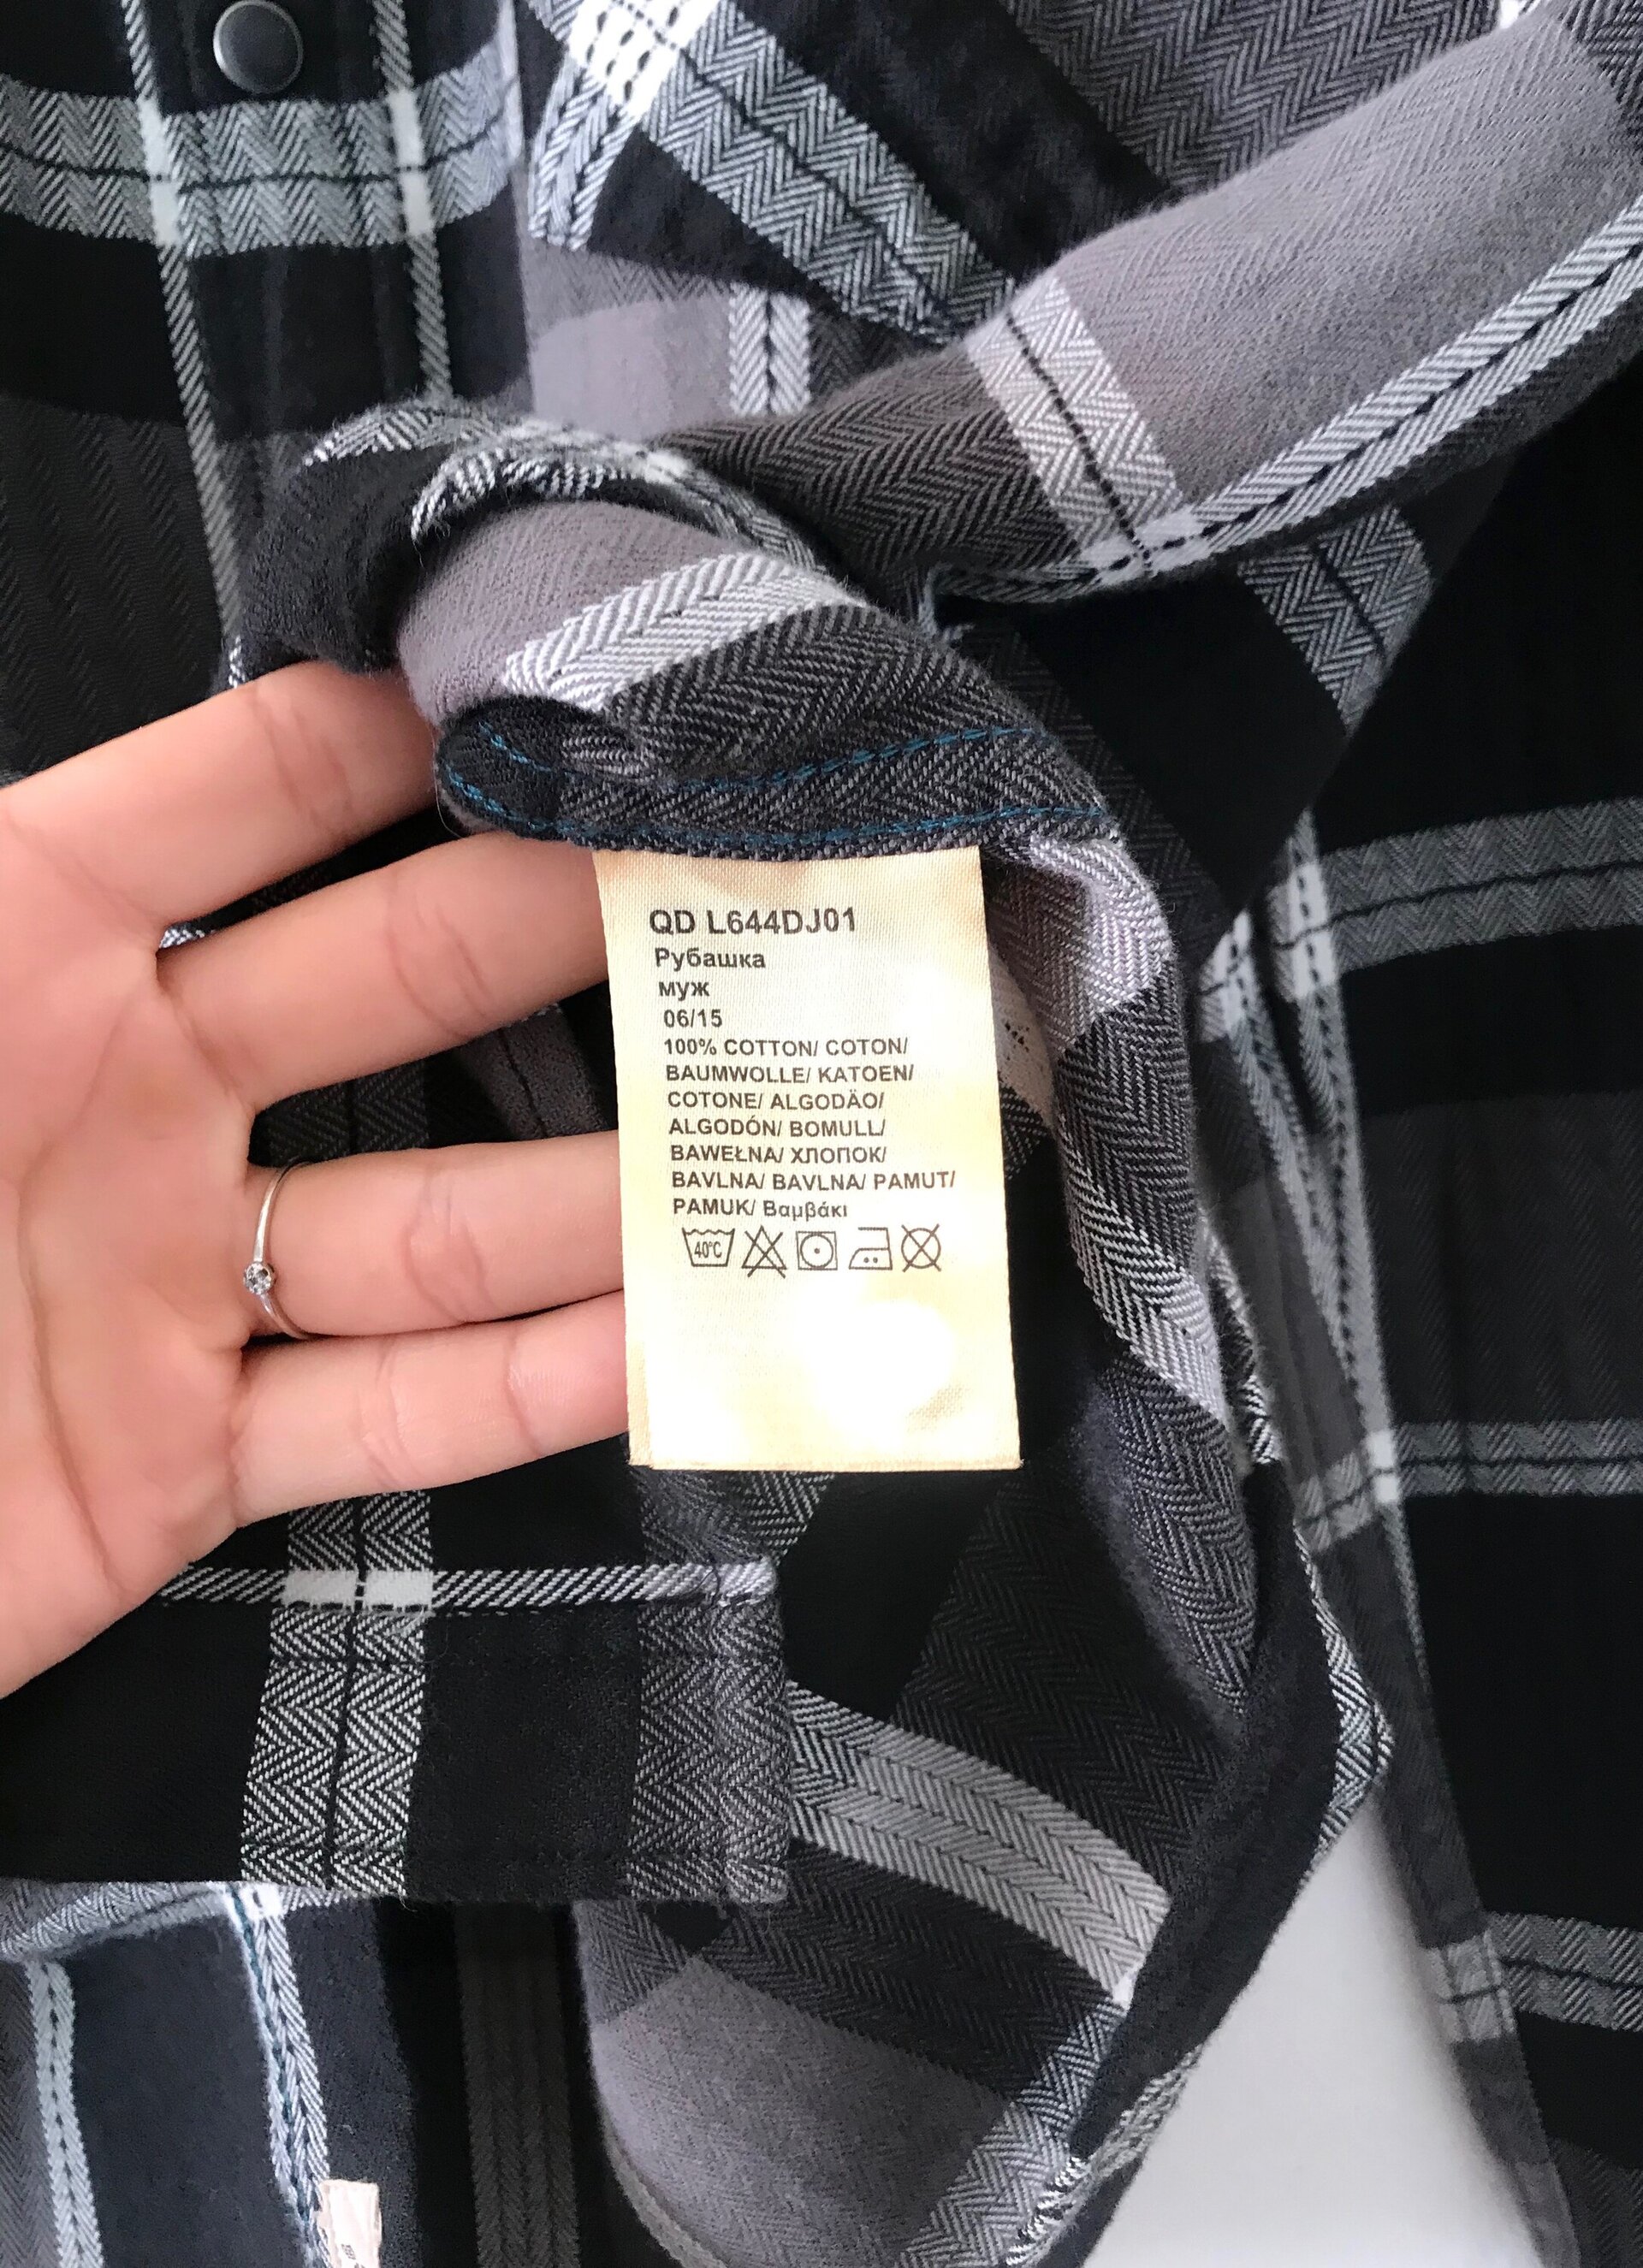 QD L644DJ01
Рубашка
муж
06/15
100% COTTON/ COTON/
BAUMWOLLE/ KATOEN/
COTONE/ ALGODÄO/
ALGODÓN/ BOMULL/
BAWEŁNA/ ХЛОПОК/
BAVLNA/ BAVLNA/ PAMUT/
PAMUK/ Βαμβάκι
40°C